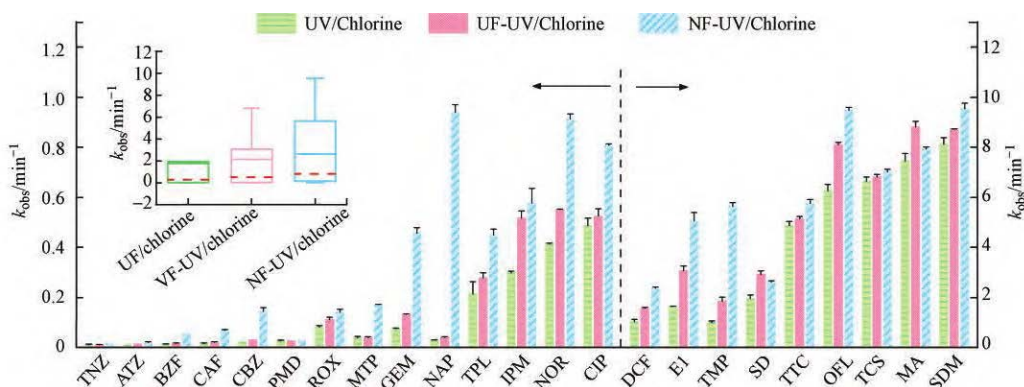 UV/Chlorine UF-UV/Chlorine NF-UV/Chlorine
1.2
1.0
0.8
0.6
0.4
0.2
0
k_obs/min⁻¹
12
10
8
6
4
2
0
−2
k_obs/min⁻¹
UF/chlorine
VF-UV/chlorine
NF-UV/chlorine
12
10
8
6
4
2
0
k_obs/min⁻¹
TNZ ATZ BZF CAF CBZ PMD ROX MTP GEM NAP TPL IPM NOR CIP DCF E1 TMP SD TTC OFL TCS MA SDM